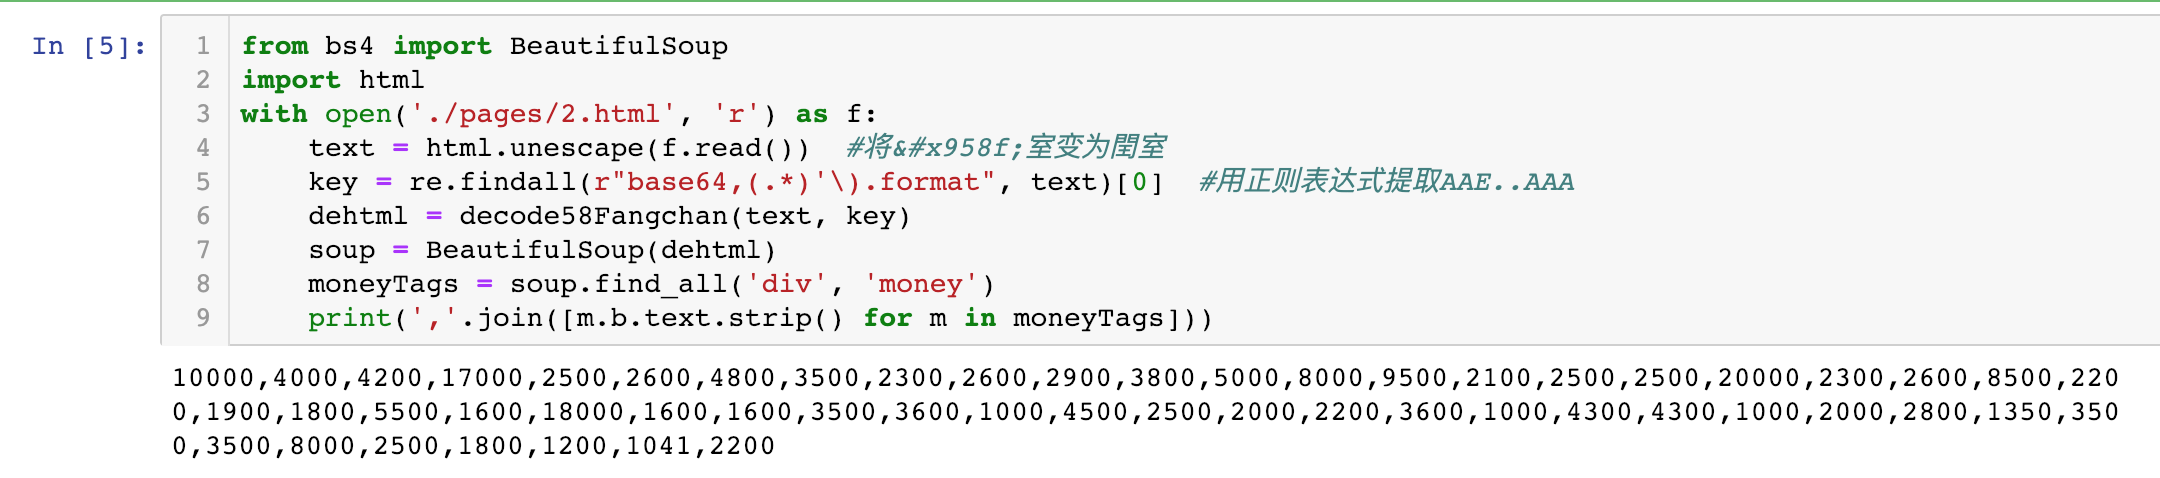 In [5]:
1 from bs4 import BeautifulSoup
2 import html
3 with open('./pages/2.html', 'r') as f:
4     text = html.unescape(f.read())  #将&#x958f;室变为閏室
5     key = re.findall(r"base64,(.*)'\).format", text)[0]  #用正则表达式提取AAE..AAA
6     dehtml = decode58Fangchan(text, key)
7     soup = BeautifulSoup(dehtml)
8     moneyTags = soup.find_all('div', 'money')
9     print(','.join([m.b.text.strip() for m in moneyTags]))
10000,4000,4200,17000,2500,2600,4800,3500,2300,2600,2900,3800,5000,8000,9500,2100,2500,2500,20000,2300,2600,8500,220
0,1900,1800,5500,1600,18000,1600,1600,3500,3600,1000,4500,2500,2000,2200,3600,1000,4300,4300,1000,2000,2800,1350,350
0,3500,8000,2500,1800,1200,1041,2200